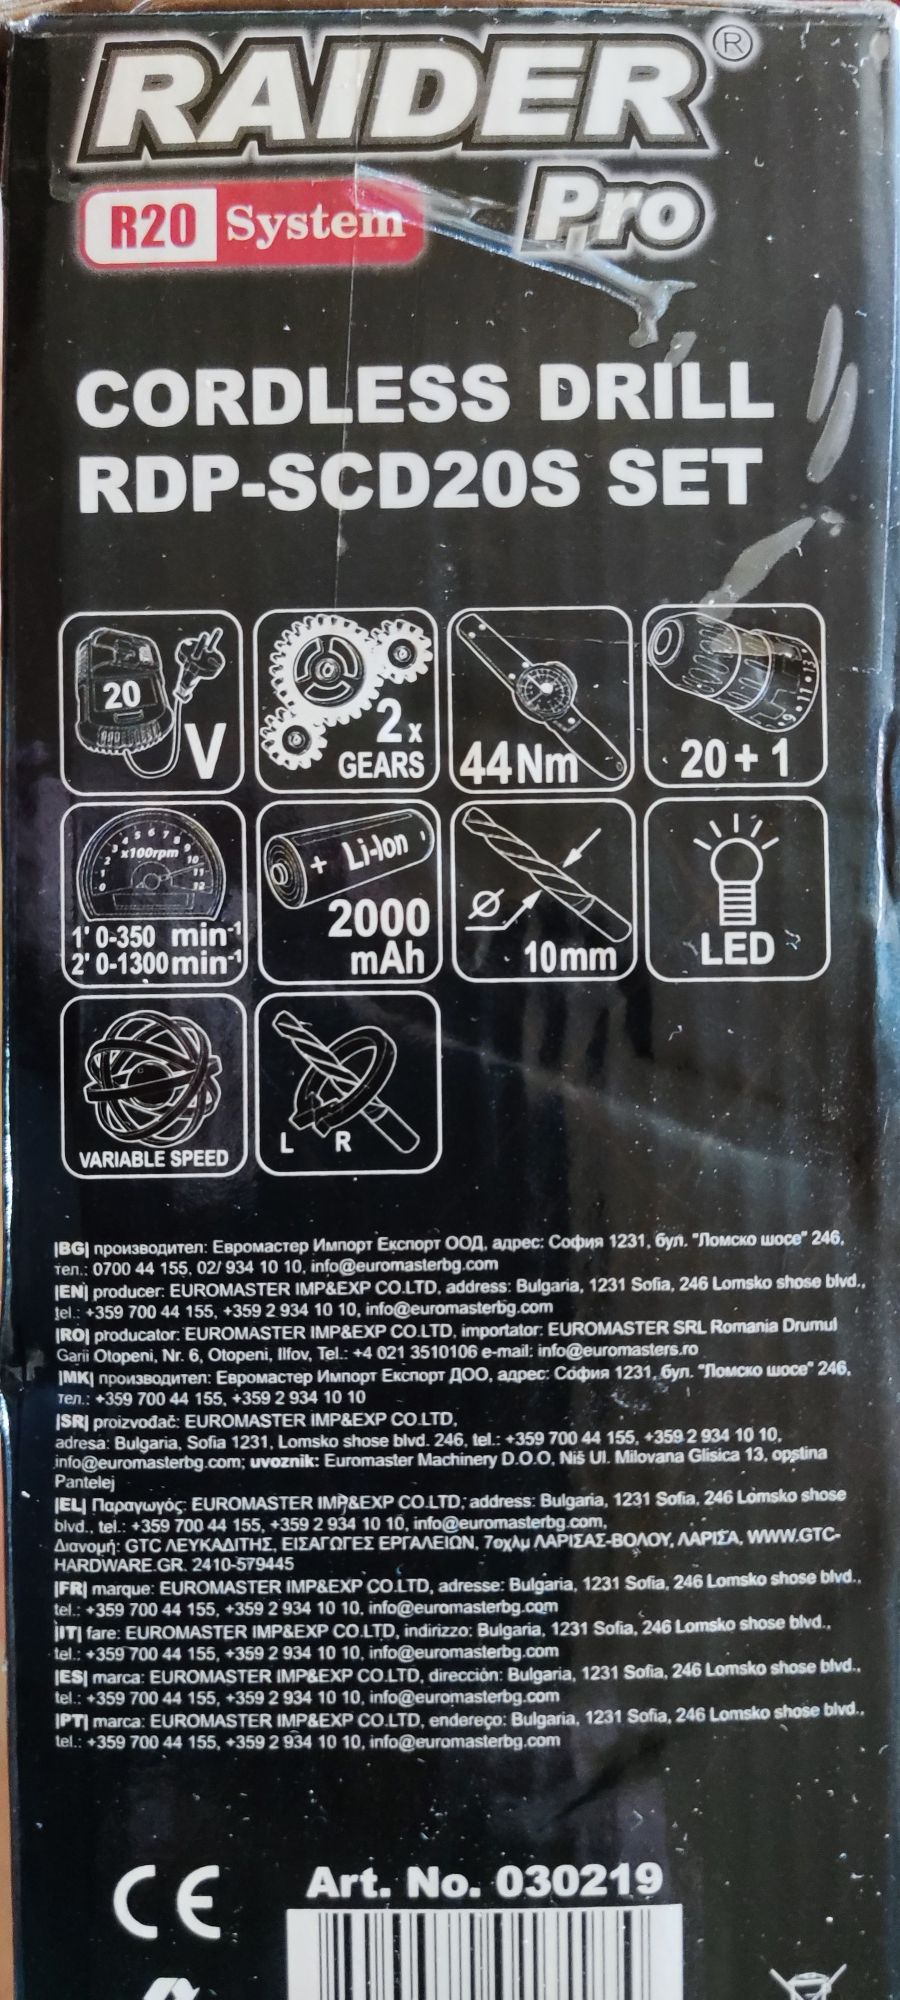 RAIDER®
R20 System Pro
CORDLESS DRILL
RDP-SCD20S SET
20 V
2 x GEARS
44Nm
9 11 13
20 + 1
0 1 2 3 4 5 6 7 8 9 10 11 12
x100rpm
1' 0-350 min-1
2' 0-1300 min-1
+ Li-Ion
2000 mAh
Ø
10mm
LED
VARIABLE SPEED
L R
|BG| производител: Евромастер Импорт Експорт ООД, адрес: София 1231, бул. "Ломско шосе" 246,
тел.: 0700 44 155, 02/ 934 10 10, info@euromasterbg.com
|EN| producer: EUROMASTER IMP&EXP CO.LTD, address: Bulgaria, 1231 Sofia, 246 Lomsko shose blvd.,
tel.: +359 700 44 155, +359 2 934 10 10, info@euromasterbg.com
|RO| producator: EUROMASTER IMP&EXP CO.LTD, importator: EUROMASTER SRL Romania Drumul
Garii Otopeni, Nr. 6, Otopeni, Ilfov, Tel.: +4 021 3510106 e-mail: info@euromasters.ro
|MK| производител: Евромастер Импорт Експорт ДОО, адрес: София 1231, бул. "Ломско шосе" 246,
тел.: +359 700 44 155, +359 2 934 10 10
|SR| proizvođač: EUROMASTER IMP&EXP CO.LTD,
adresa: Bulgaria, Sofia 1231, Lomsko shose blvd. 246, tel.: +359 700 44 155, +359 2 934 10 10,
info@euromasterbg.com; uvoznik: Euromaster Machinery D.O.O, Niš Ul. Milovana Glisica 13, opstina
Pantelej
|EL| Παραγωγός: EUROMASTER IMP&EXP CO.LTD, address: Bulgaria, 1231 Sofia, 246 Lomsko shose
blvd., tel.: +359 700 44 155, +359 2 934 10 10, info@euromasterbg.com,
Διανομή: GTC ΛΕΥΚΑΔΙΤΗΣ, ΕΙΣΑΓΩΓΕΣ ΕΡΓΑΛΕΙΩΝ, 7οχλμ ΛΑΡΙΣΑΣ-ΒΟΛΟΥ, ΛΑΡΙΣΑ, WWW.GTC-
HARDWARE.GR. 2410-579445
|FR| marque: EUROMASTER IMP&EXP CO.LTD, adresse: Bulgaria, 1231 Sofia, 246 Lomsko shose blvd.,
tel.: +359 700 44 155, +359 2 934 10 10, info@euromasterbg.com
|IT| fare: EUROMASTER IMP&EXP CO.LTD, indirizzo: Bulgaria, 1231 Sofia, 246 Lomsko shose blvd.,
tel.: +359 700 44 155, +359 2 934 10 10, info@euromasterbg.com
|ES| marca: EUROMASTER IMP&EXP CO.LTD, dirección: Bulgaria, 1231 Sofia, 246 Lomsko shose blvd.,
tel.: +359 700 44 155, +359 2 934 10 10, info@euromasterbg.com
|PT| marca: EUROMASTER IMP&EXP CO.LTD, endereço: Bulgaria, 1231 Sofia, 246 Lomsko shose blvd.,
tel.: +359 700 44 155, +359 2 934 10 10, info@euromasterbg.com
CE
Art. No. 030219